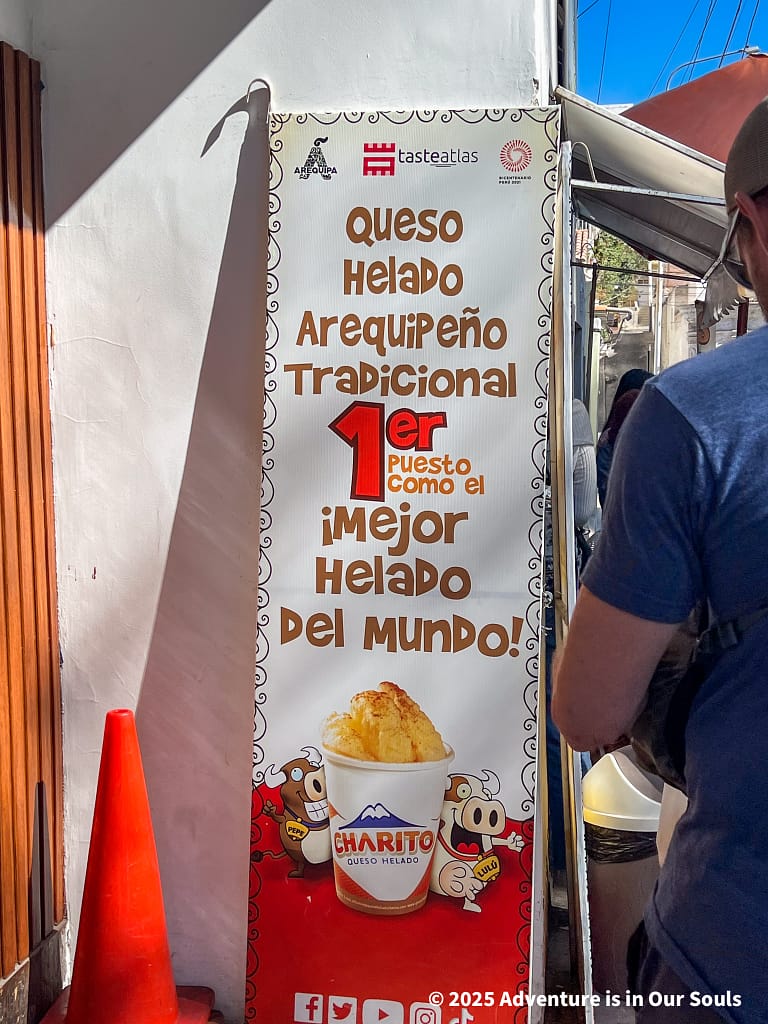 AREQUIPA
tasteatlas
BICENTENARIO
PERÚ 2021
Queso
Helado
Arequipeño
Tradicional
1er
Puesto
como el
¡Mejor
Helado
Del Mundo!
PEPE
CHARITO
QUESO HELADO
LULÚ
© 2025 Adventure is in Our Souls